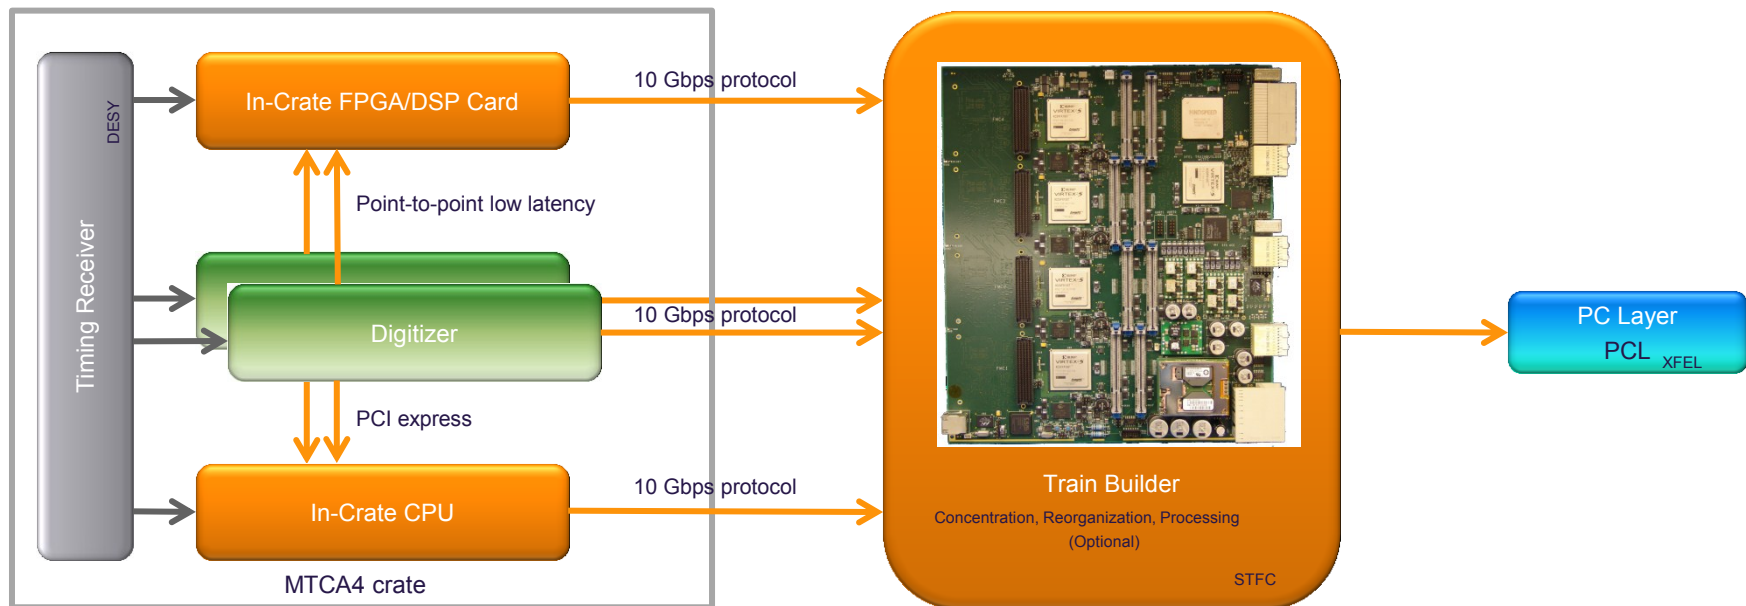 Timing Receiver
DESY
In-Crate FPGA/DSP Card
10 Gbps protocol
Point-to-point low latency
Digitizer
10 Gbps protocol
PCI express
In-Crate CPU
10 Gbps protocol
MTCA4 crate
Train Builder
Concentration, Reorganization, Processing
(Optional)
STFC
PC Layer
PCL
XFEL